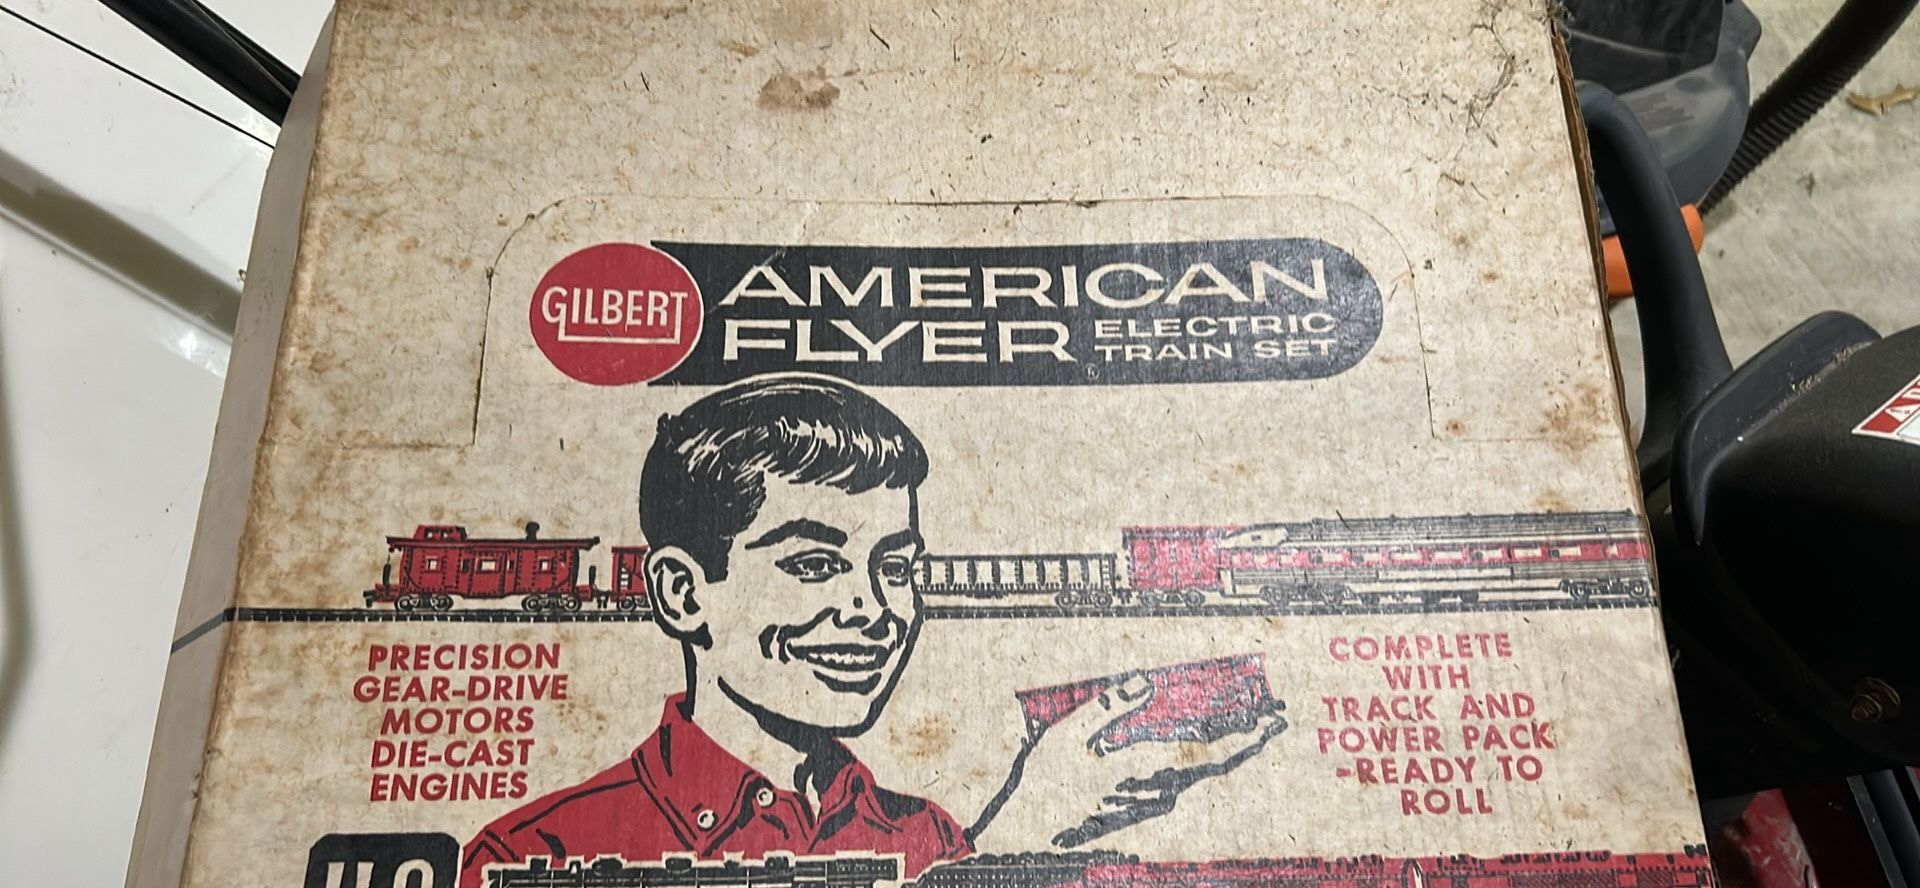 GILBERT
AMERICAN
FLYER ELECTRIC
TRAIN SET
PRECISION
GEAR-DRIVE
MOTORS
DIE-CAST
ENGINES
COMPLETE
WITH
TRACK AND
POWER PACK
-READY TO
ROLL